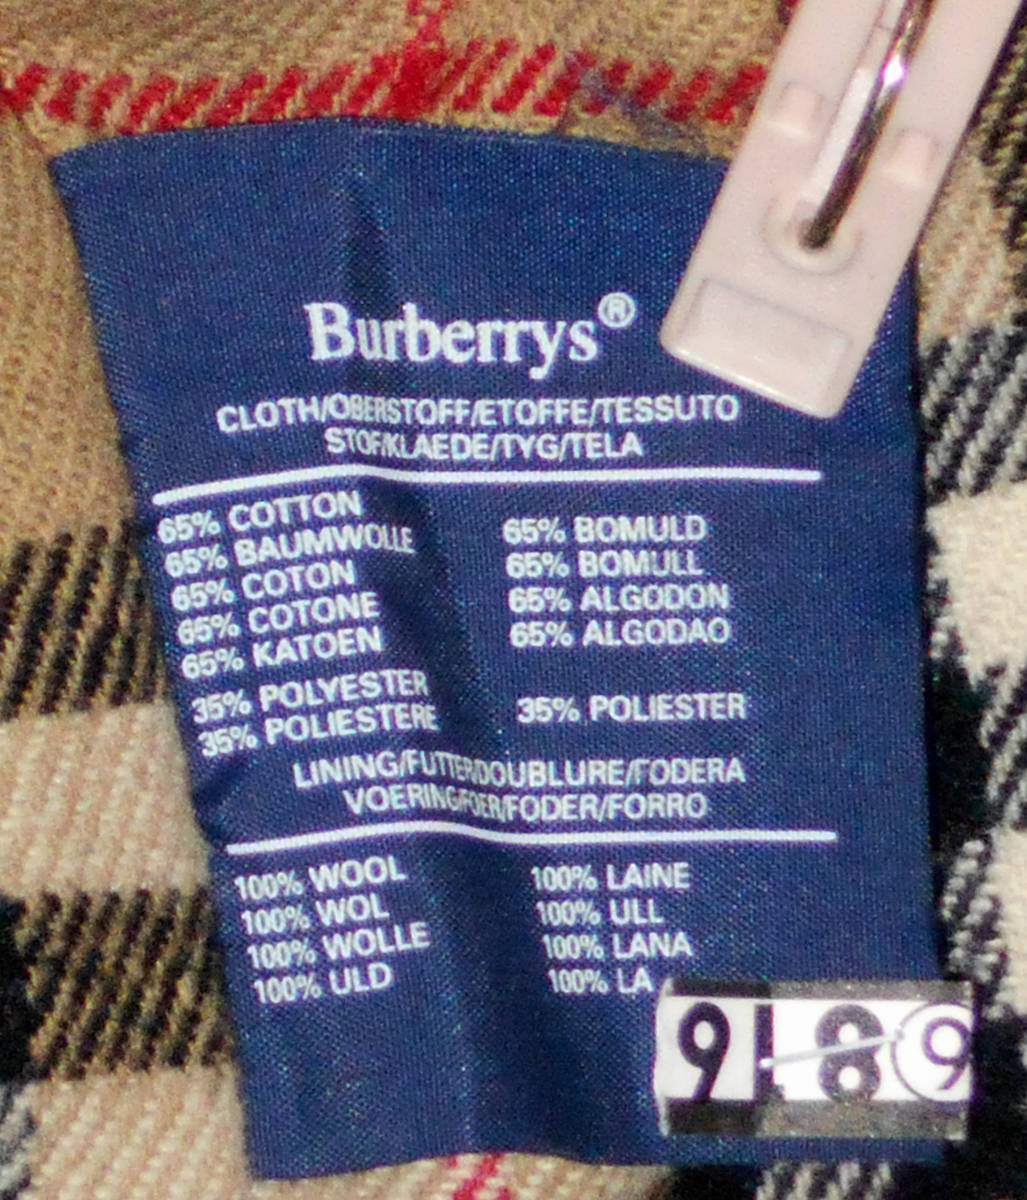 Burberrys®
CLOTH/OBERSTOFF/ETOFFE/TESSUTO
STOF/KLAEDE/TYG/TELA
65% COTTON
65% BAUMWOLLE
65% COTON
65% COTONE
65% KATOEN
35% POLYESTER
35% POLIESTERE
65% BOMULD
65% BOMULL
65% ALGODON
65% ALGODAO
35% POLIESTER
LINING/FUTTER/DOUBLURE/FODERA
VOERING/FOER/FODER/FORRO
100% WOOL
100% WOL
100% WOLLE
100% ULD
100% LAINE
100% ULL
100% LANA
100% LA